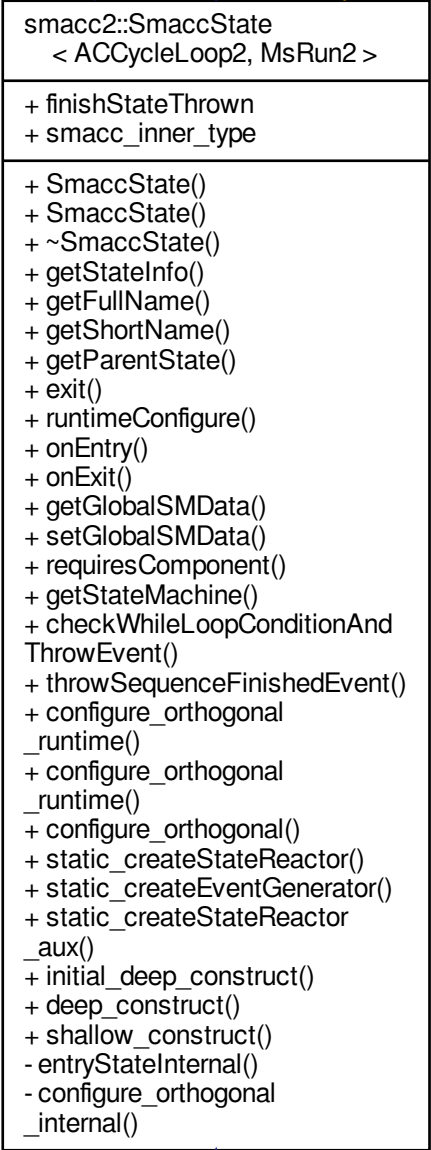 smacc2::SmaccState
< ACCycleLoop2, MsRun2 >
+ finishStateThrown
+ smacc_inner_type
+ SmaccState()
+ SmaccState()
+ ~SmaccState()
+ getStateInfo()
+ getFullName()
+ getShortName()
+ getParentState()
+ exit()
+ runtimeConfigure()
+ onEntry()
+ onExit()
+ getGlobalSMData()
+ setGlobalSMData()
+ requiresComponent()
+ getStateMachine()
+ checkWhileLoopConditionAnd
ThrowEvent()
+ throwSequenceFinishedEvent()
+ configure_orthogonal
_runtime()
+ configure_orthogonal
_runtime()
+ configure_orthogonal()
+ static_createStateReactor()
+ static_createEventGenerator()
+ static_createStateReactor
_aux()
+ initial_deep_construct()
+ deep_construct()
+ shallow_construct()
- entryStateInternal()
- configure_orthogonal
_internal()